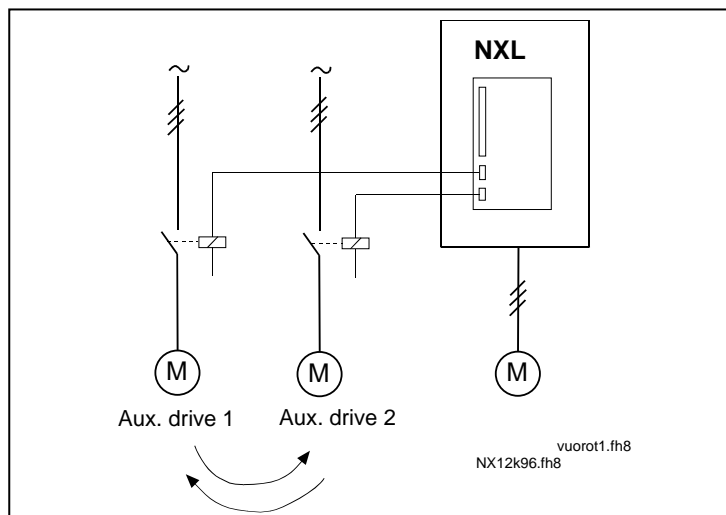 NXL
M
M
M
Aux. drive 1
Aux. drive 2
vuorot1.fh8
NX12k96.fh8